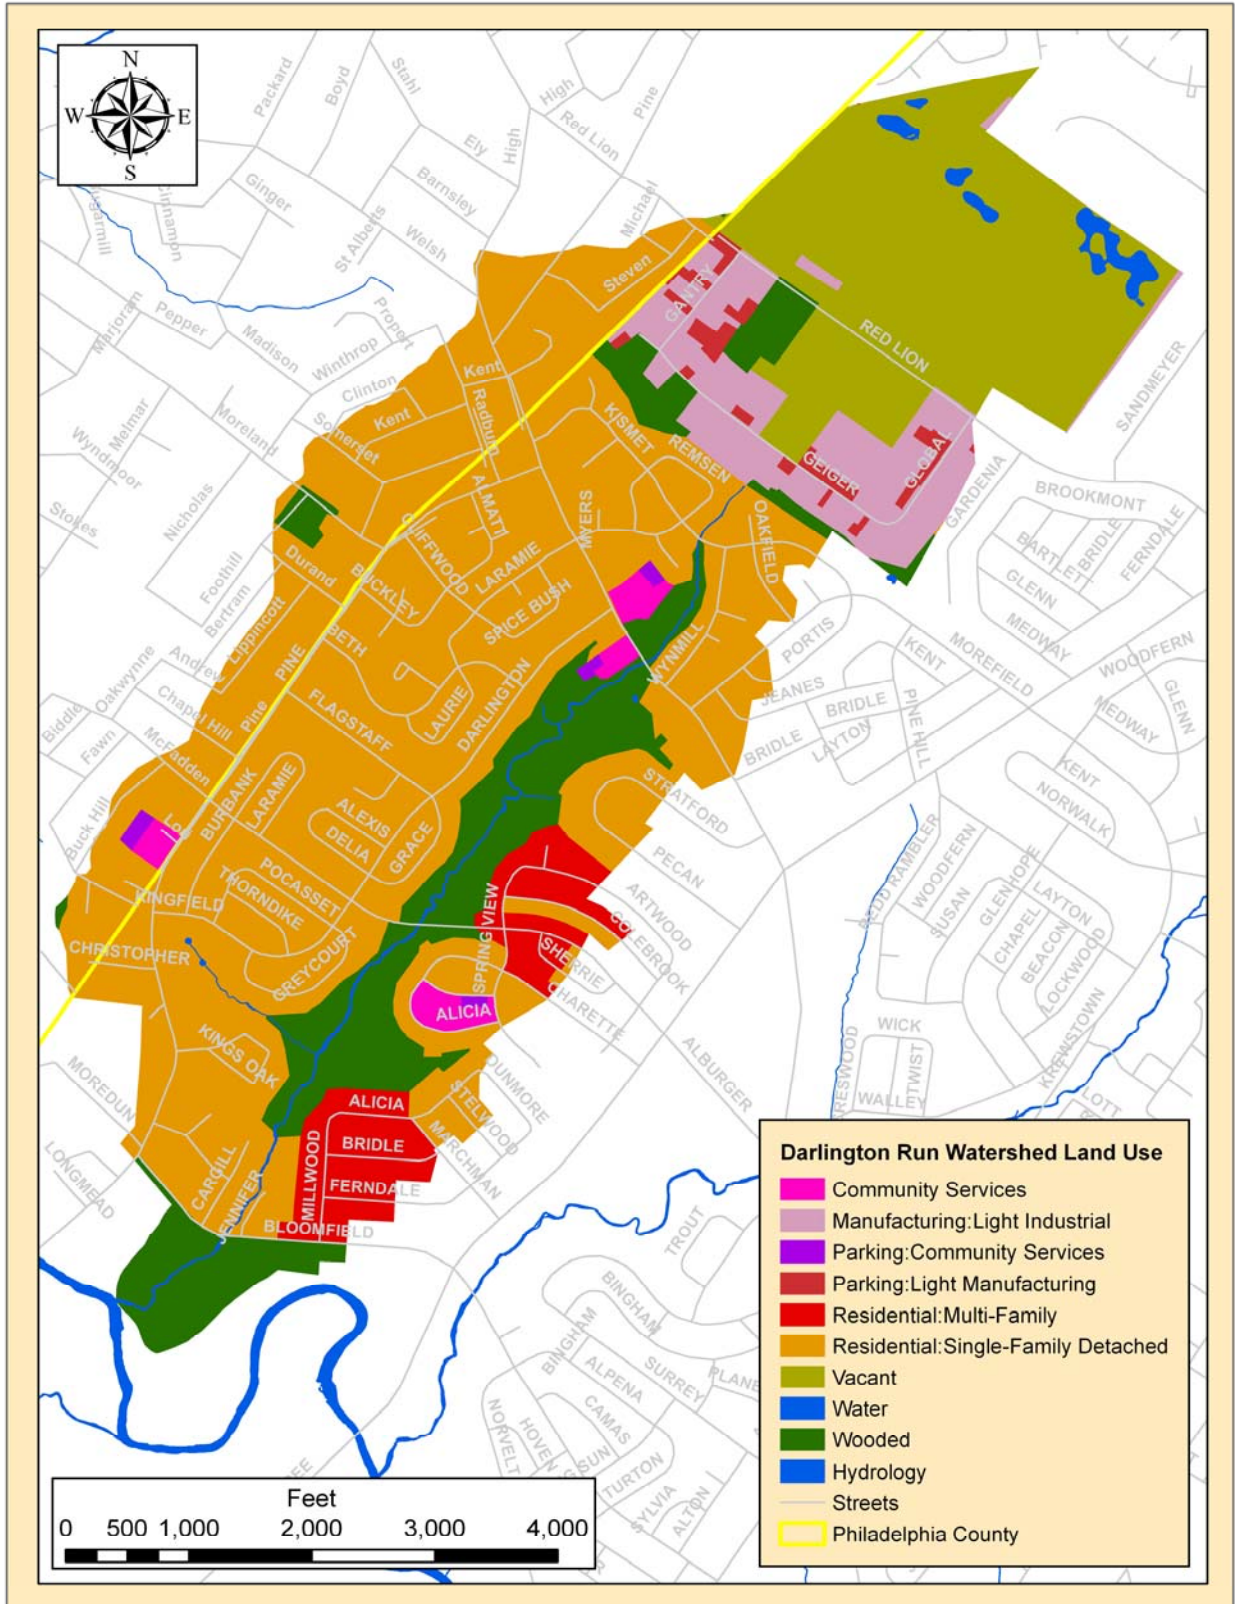 N
W E
S
Packard
Boyd
Stahl
High
Pine
Red Lion
Ely
High
Barnsley
Ginger
Cinnamon
St Alberts
Welsh
Michael
Steven
GANTRY
Marjoram
Pepper
Madison
Propert
Winthrop
Clinton
Kent
Kent
Radburn
RED LION
SANDMEYER
Moreland
Somerset
Melmar
Wyndmoor
Nicholas
Stokes
KISMET
REMSEN
GEIGER
GLOBAL
GARDENIA
BROOKMONT
BARTLET
BRIDLE
FERNDALE
GLENN
MEDWAY
ALMATI
MYERS
CLIFFWOOD
LARAMIE
SPICE BUSH
OAKFIELD
Durand
BUCKLEY
Foothill
Bertram
Lippincott
BETH
PINE
Andrew
Oakwynne
Chapel Hill
Biddle
Fawn
McFadden
Pine
FLAGSTAFF
LAURIE
DARLINGTON
WYNMILL
PORTIS
KENT
MOREFIELD
WOODFERN
JEANES
BRIDLE
LAYTON
PINE HILL
MEDWAY
GLENN
BRIDLE
KENT
NORWALK
STRATFORD
Buck Hill
BURBANK
LARAMIE
ALEXIS
DELIA
GRACE
PECAN
POCASSET
THORNDIKE
KINGFIELD
CHRISTOPHER
GREYCOURT
SPRING VIEW
ARTWOOD
COLEBROOK
SHERRIE
CHARETTE
ALICIA
WOODFERN
SUSAN
GLENHOPE
LAYTON
CHAPEL
BEACON
LOCKWOOD
KREWSTOWN
WICK
WALLEY
LOTT
KINGS OAK
MOREDUN
LONGMEAD
DUNMORE
STELWOOD
MARCHMAN
ALBURGER
ALICIA
BRIDLE
MILLWOOD
FERNDALE
CARGILL
JENNIFER
BLOOMFIELD
TROUT
BINGHAM
BINGHAM
SURREY
ALPENA
CAMAS
HOVEN
NORVELT
TURTON
SYLVIA
ALTON
Darlington Run Watershed Land Use
Community Services
Manufacturing:Light Industrial
Parking:Community Services
Parking:Light Manufacturing
Residential:Multi-Family
Residential:Single-Family Detached
Vacant
Water
Wooded
Hydrology
Streets
Philadelphia County
Feet
0 500 1,000 2,000 3,000 4,000